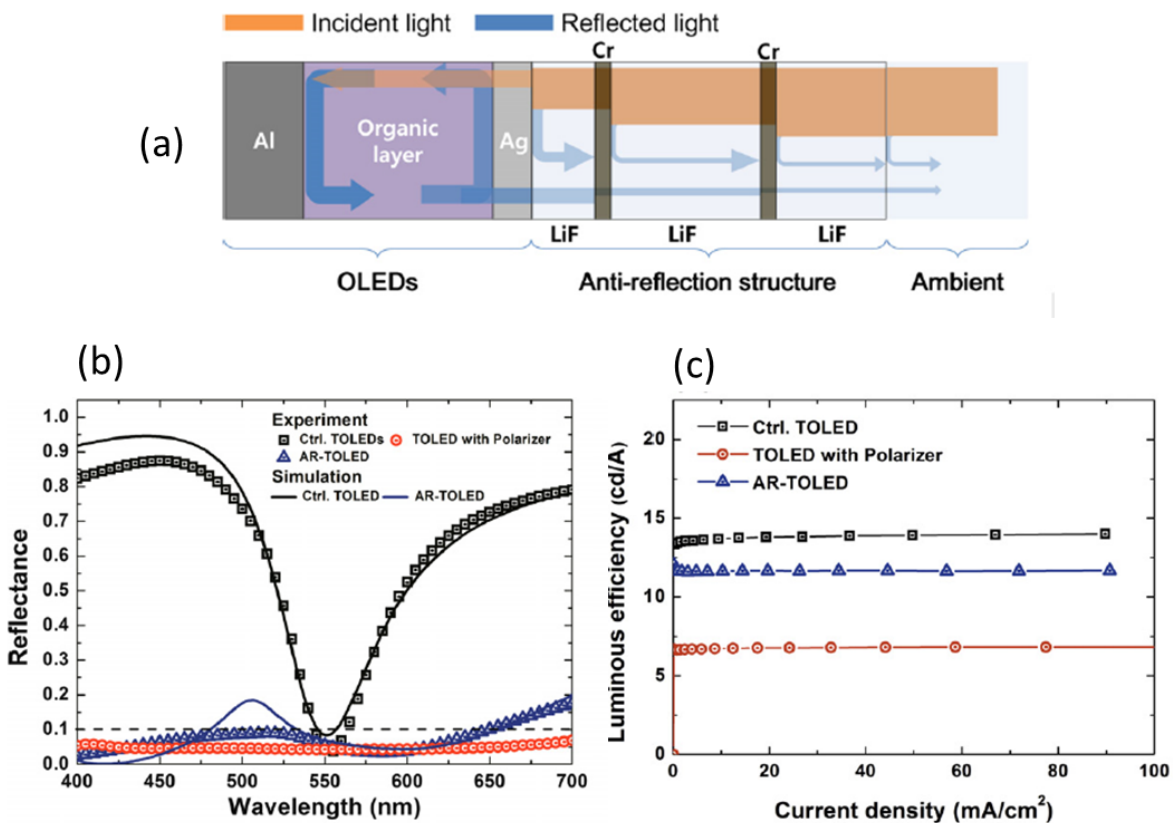 Incident light Reflected light
Cr Cr
(a)
Al Organic layer Ag
LiF LiF LiF
OLEDs Anti-reflection structure Ambient
(b)
1.0
0.9
0.8
0.7
0.6
0.5
0.4
0.3
0.2
0.1
0.0
Reflectance
Experiment
Ctrl. TOLEDs TOLED with Polarizer
AR-TOLED
Simulation
Ctrl. TOLED AR-TOLED
400 450 500 550 600 650 700
Wavelength (nm)
(c)
20
15
10
5
0
Luminous efficiency (cd/A)
Ctrl. TOLED
TOLED with Polarizer
AR-TOLED
0 20 40 60 80 100
Current density (mA/cm²)